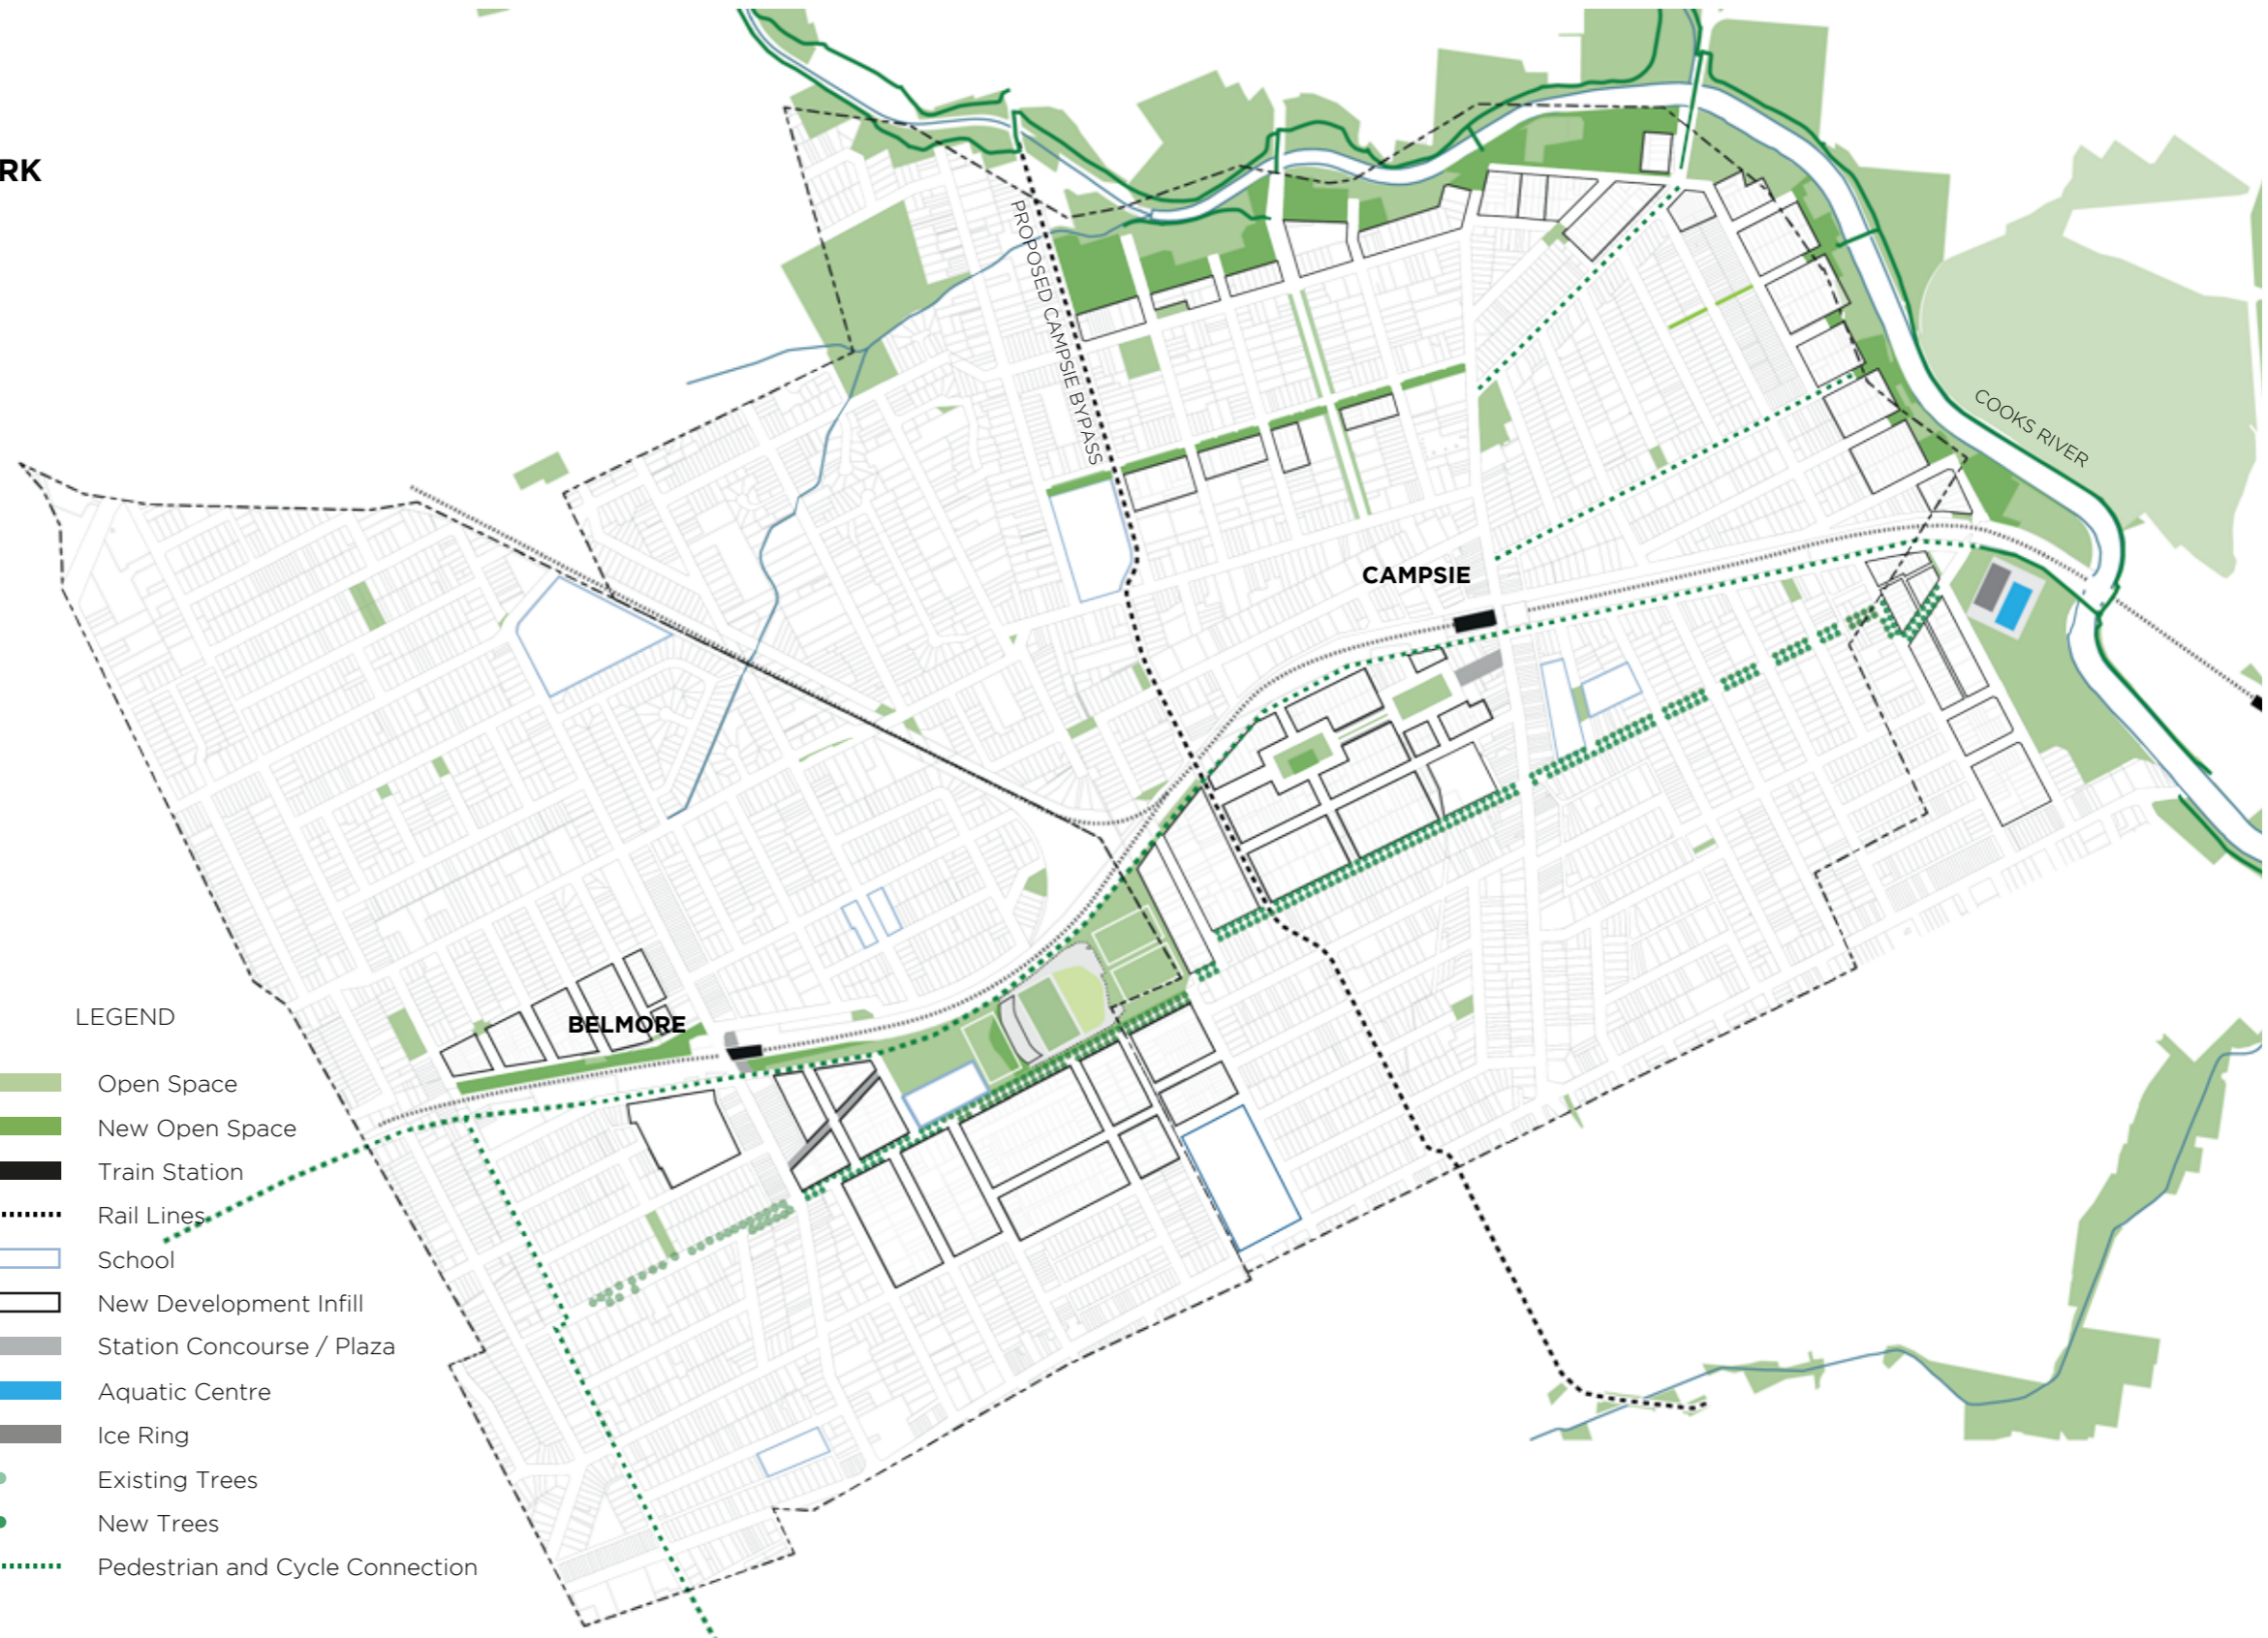 RK
PROPOSED CAMPSIE BYPASS
COOKS RIVER
CAMPSIE
BELMORE
LEGEND
Open Space
New Open Space
Train Station
Rail Lines
School
New Development Infill
Station Concourse / Plaza
Aquatic Centre
Ice Ring
Existing Trees
New Trees
Pedestrian and Cycle Connection